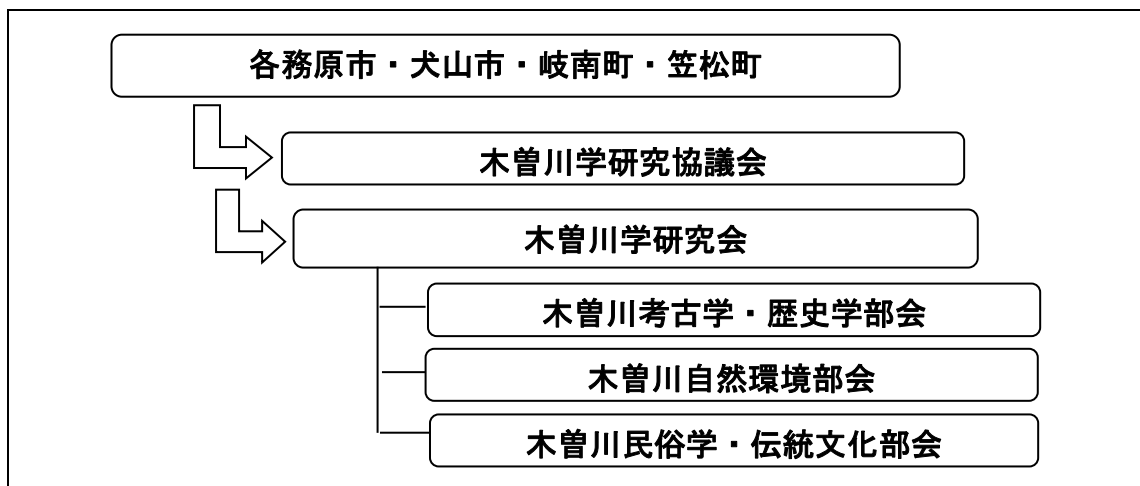 各務原市・犬山市・岐南町・笠松町
木曽川学研究協議会
木曽川学研究会
木曽川考古学・歴史学部会
木曽川自然環境部会
木曽川民俗学・伝統文化部会